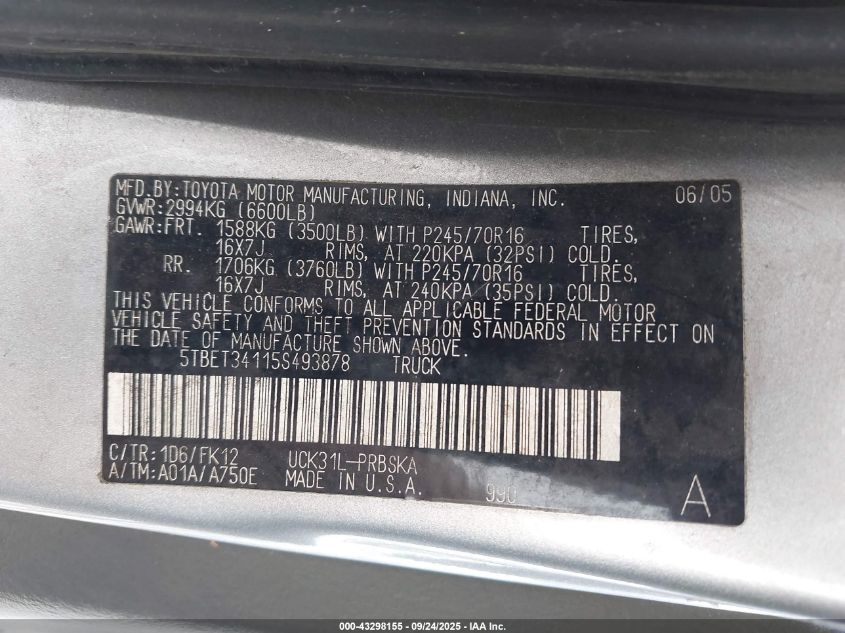 MFD.BY:TOYOTA MOTOR MANUFACTURING, INDIANA, INC. 06/05
GVWR:2994KG (6600LB)
GAWR:FRT. 1588KG (3500LB) WITH P245/70R16 TIRES,
16X7J RIMS, AT 220KPA (32PSI) COLD.
RR. 1706KG (3760LB) WITH P245/70R16 TIRES,
16X7J RIMS, AT 240KPA (35PSI) COLD.
THIS VEHICLE CONFORMS TO ALL APPLICABLE FEDERAL MOTOR
VEHICLE SAFETY AND THEFT PREVENTION STANDARDS IN EFFECT ON
THE DATE OF MANUFACTURE SHOWN ABOVE.
5TBET34115S493878 TRUCK
C/TR:1D6/FK12 UCK31L-PRBSKA
A/TM:A01A/A750E MADE IN U.S.A. 990 A
000-43298155 - 09/24/2025 - IAA Inc.